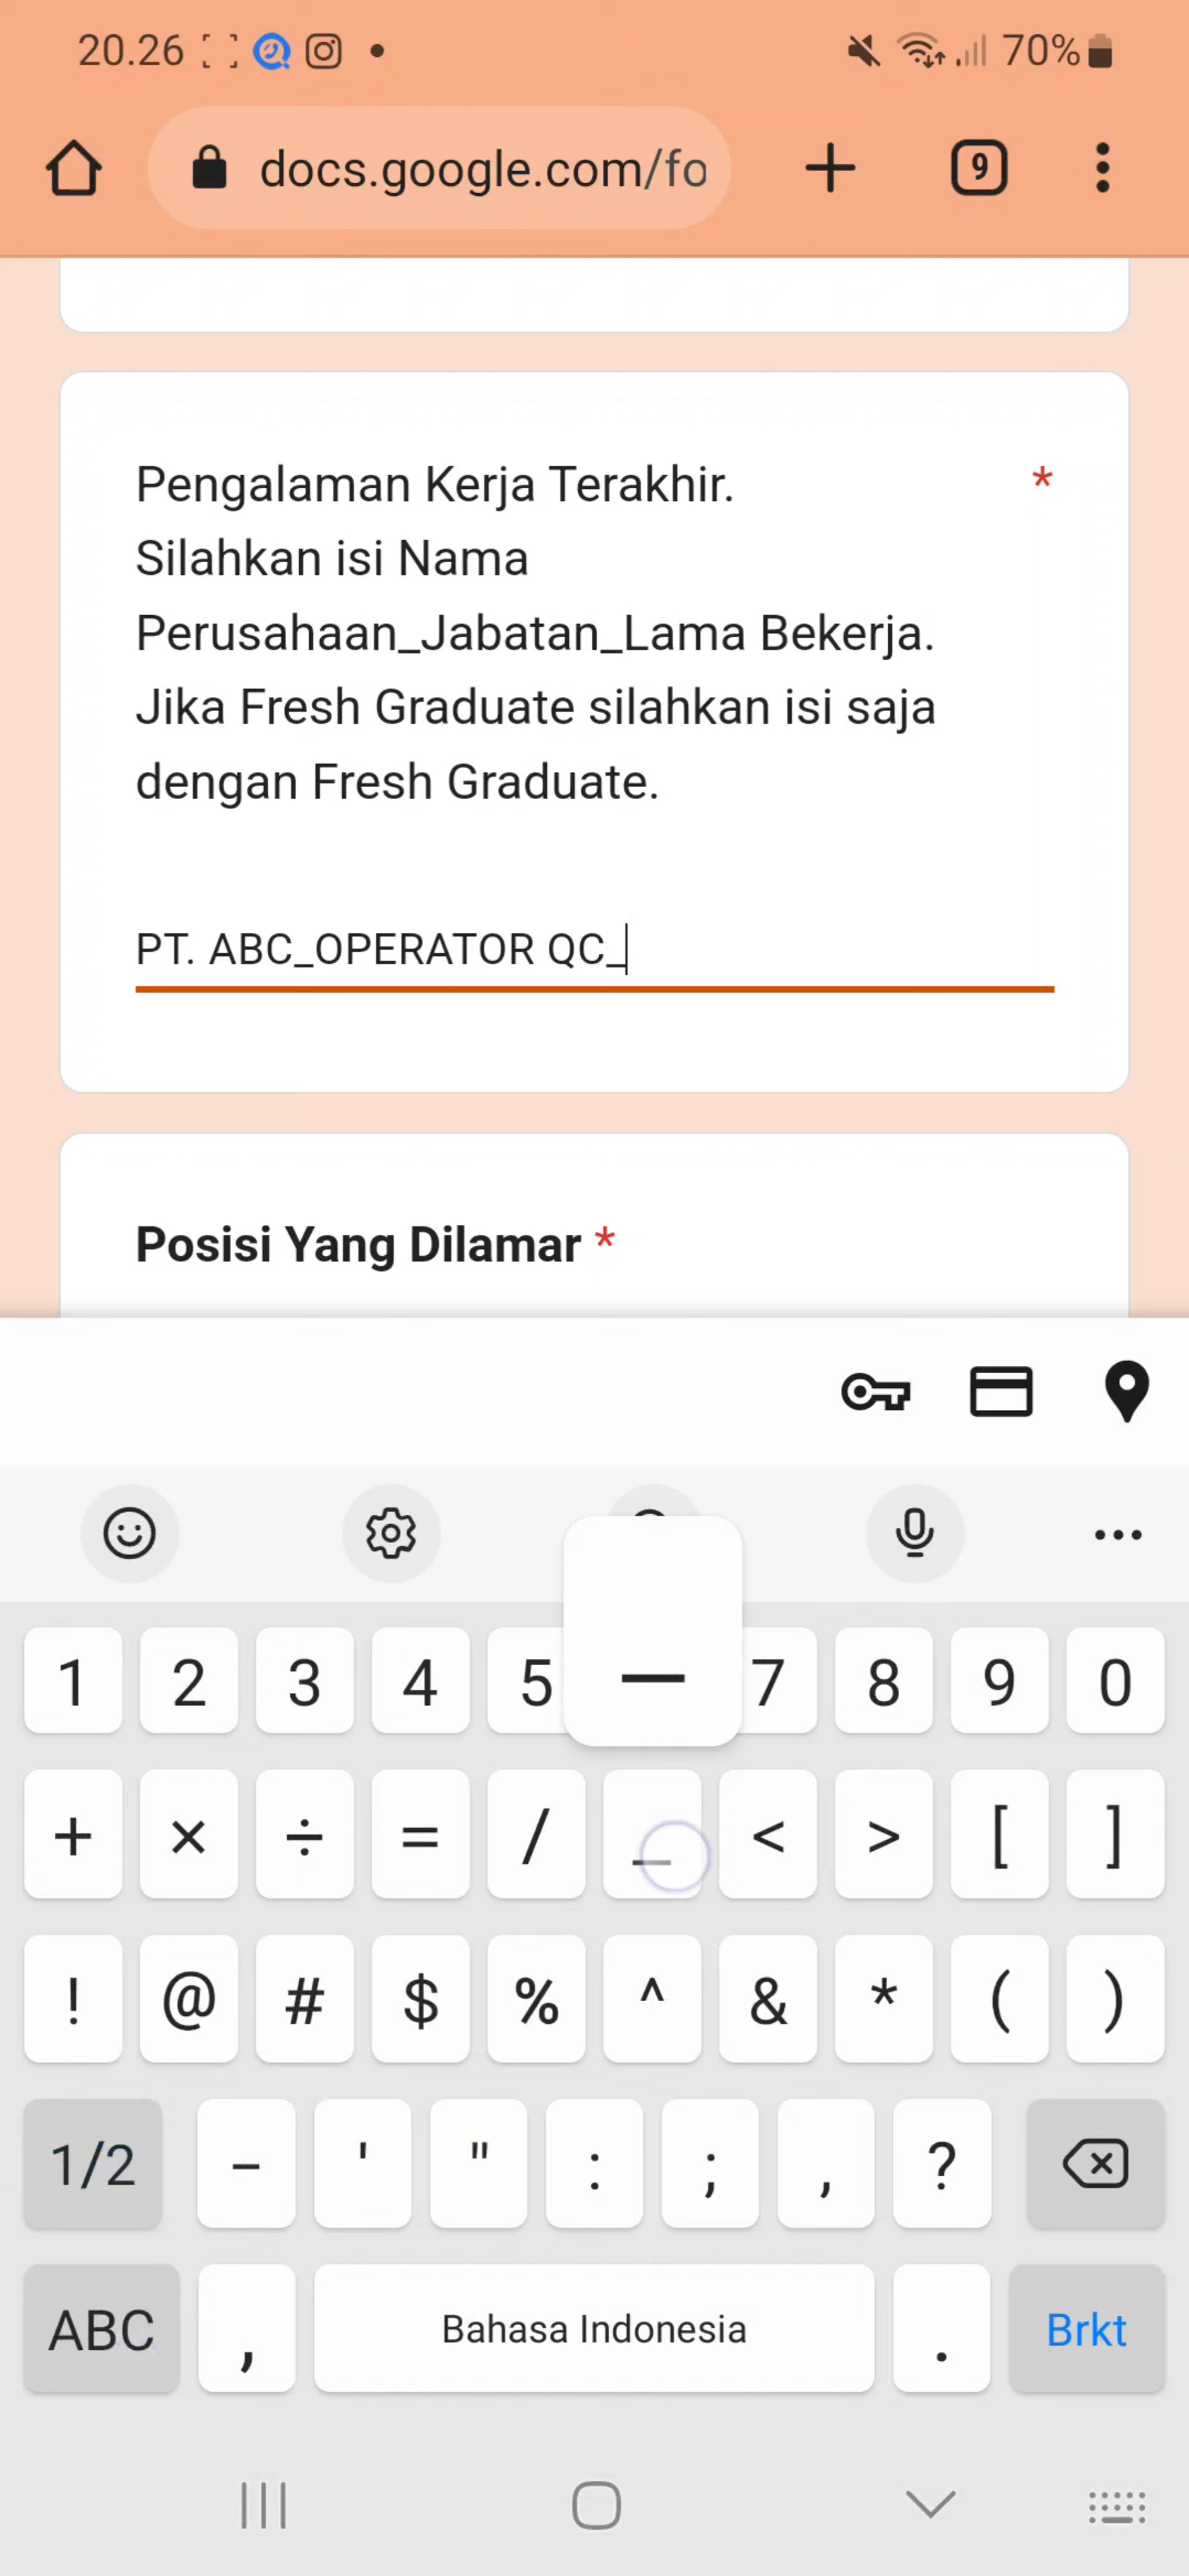 20.26
70%
docs.google.com/fo
9
Pengalaman Kerja Terakhir. *
Silahkan isi Nama
Perusahaan_Jabatan_Lama Bekerja.
Jika Fresh Graduate silahkan isi saja
dengan Fresh Graduate.
PT. ABC_OPERATOR QC_
Posisi Yang Dilamar *
1 2 3 4 5 _ 7 8 9 0
+ × ÷ = / _ < > [ ]
! @ # $ % ^ & * ( )
1/2 - ' " : ; , ?
ABC , Bahasa Indonesia . Brkt